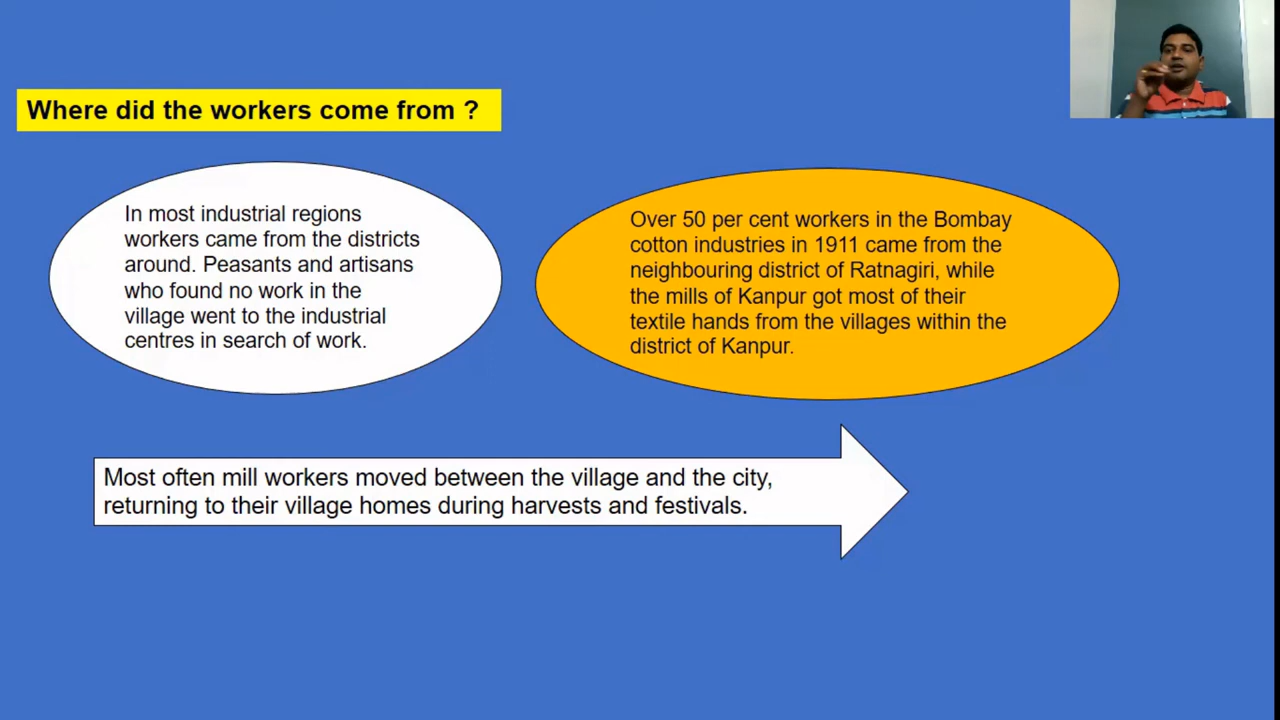 Where did the workers come from ?
In most industrial regions
workers came from the districts
around. Peasants and artisans
who found no work in the
village went to the industrial
centres in search of work.
Over 50 per cent workers in the Bombay
cotton industries in 1911 came from the
neighbouring district of Ratnagiri, while
the mills of Kanpur got most of their
textile hands from the villages within the
district of Kanpur.
Most often mill workers moved between the village and the city,
returning to their village homes during harvests and festivals.